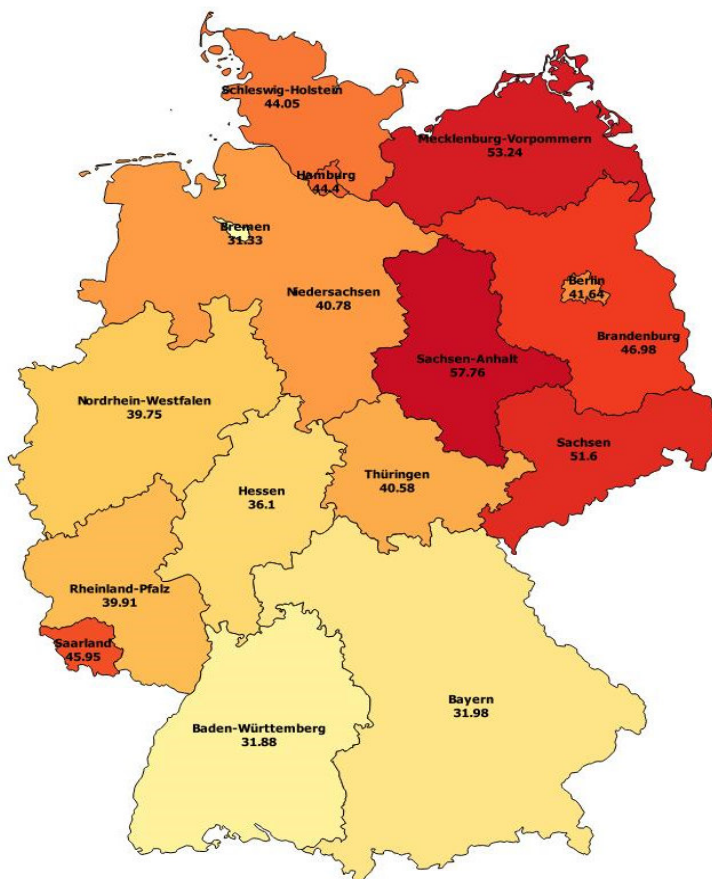 Schleswig-Holstein
44.05
Mecklenburg-Vorpommern
53.24
Hamburg
44.4
Bremen
31.33
Berlin
41.64
Niedersachsen
40.78
Brandenburg
46.98
Sachsen-Anhalt
57.76
Nordrhein-Westfalen
39.75
Sachsen
51.6
Thüringen
40.58
Hessen
36.1
Rheinland-Pfalz
39.91
Saarland
45.95
Bayern
31.98
Baden-Württemberg
31.88